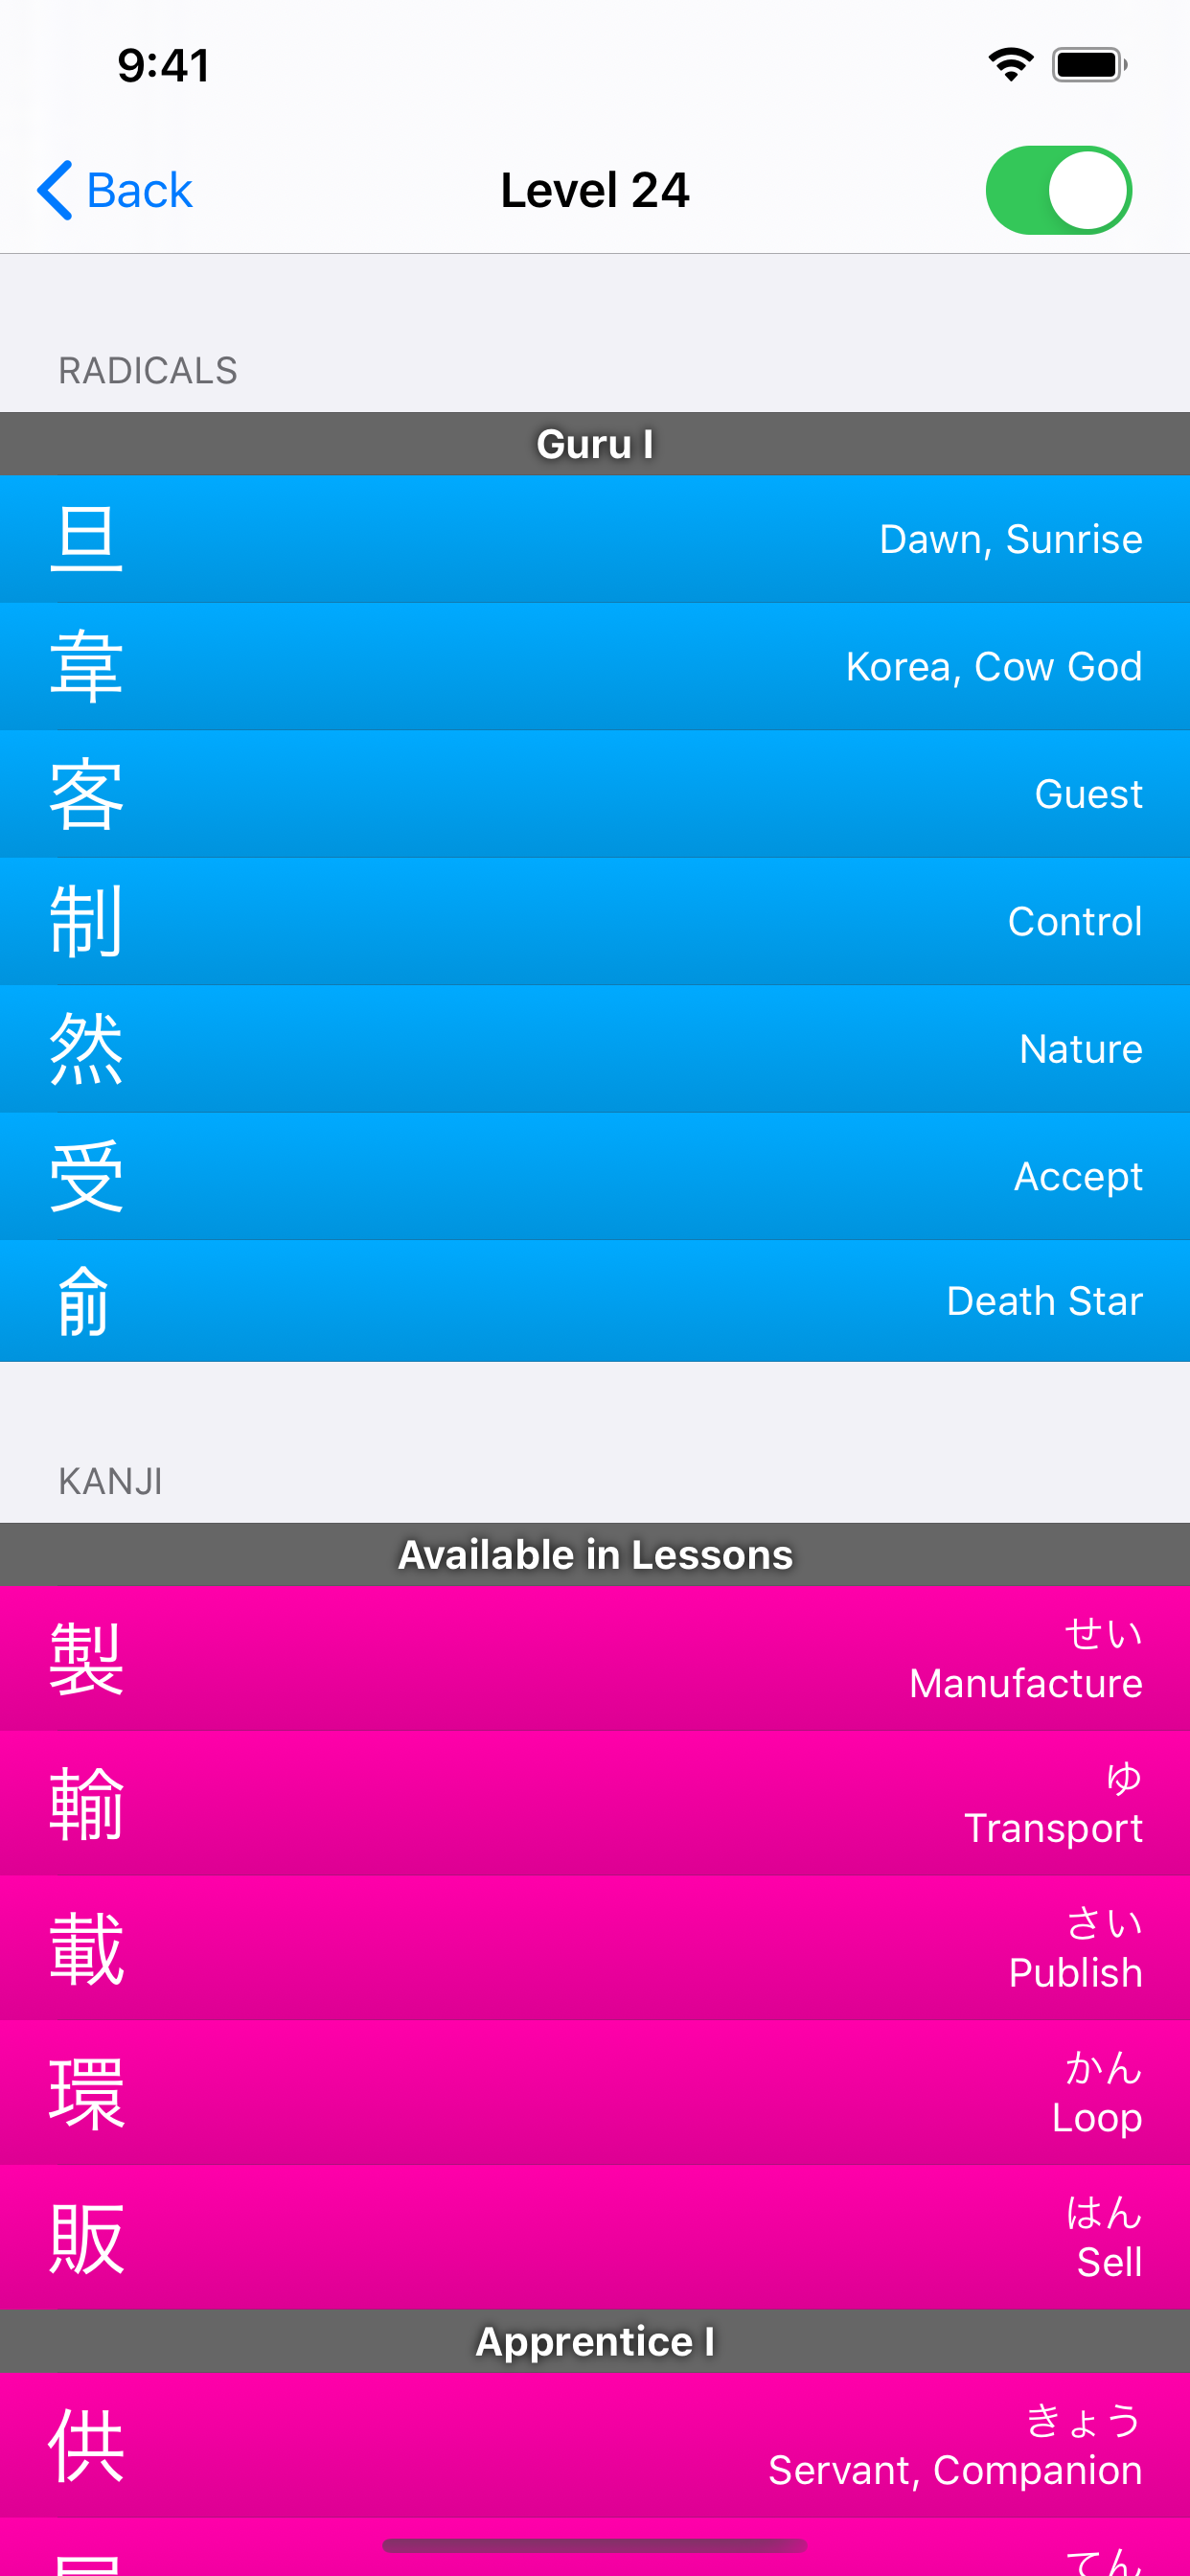 9:41
Back
Level 24
RADICALS
Guru I
旦 Dawn, Sunrise
韋 Korea, Cow God
客 Guest
制 Control
然 Nature
受 Accept
兪 Death Star
KANJI
Available in Lessons
製 せい
Manufacture
輸 ゆ
Transport
載 さい
Publish
環 かん
Loop
販 はん
Sell
Apprentice I
供 きょう
Servant, Companion
てん